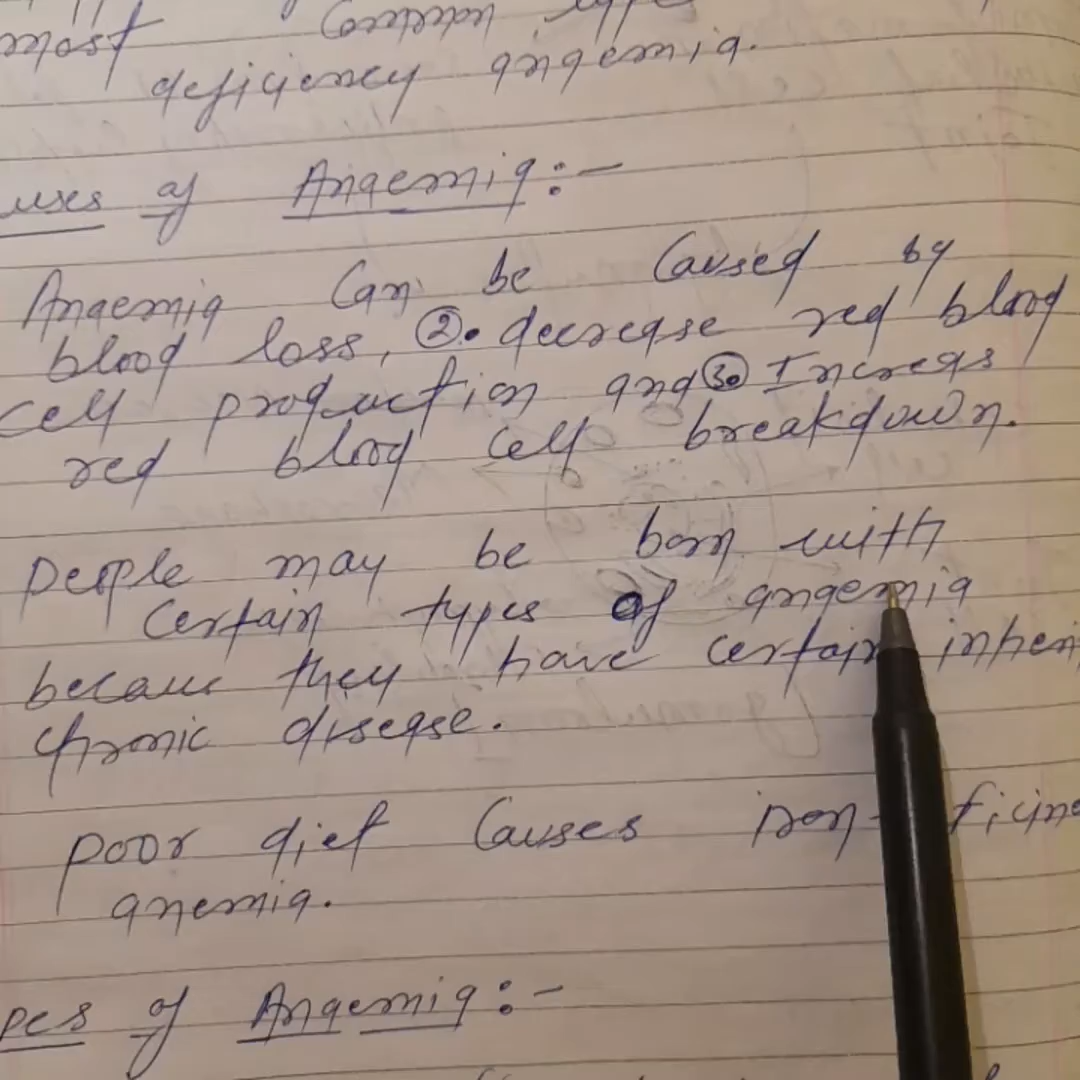 most common type
deficiency anaemia.
uses of Anaemia:-
Anaemia can be caused by
blood loss, ②. decrease red blood
cell production and ③. Increas
red blood cell breakdown.
people may be born with
certain types of anaemia
becaus they have certain inheri
chronic disease.
poor diet causes iron ficine
anemia.
pes of Anaemia:-